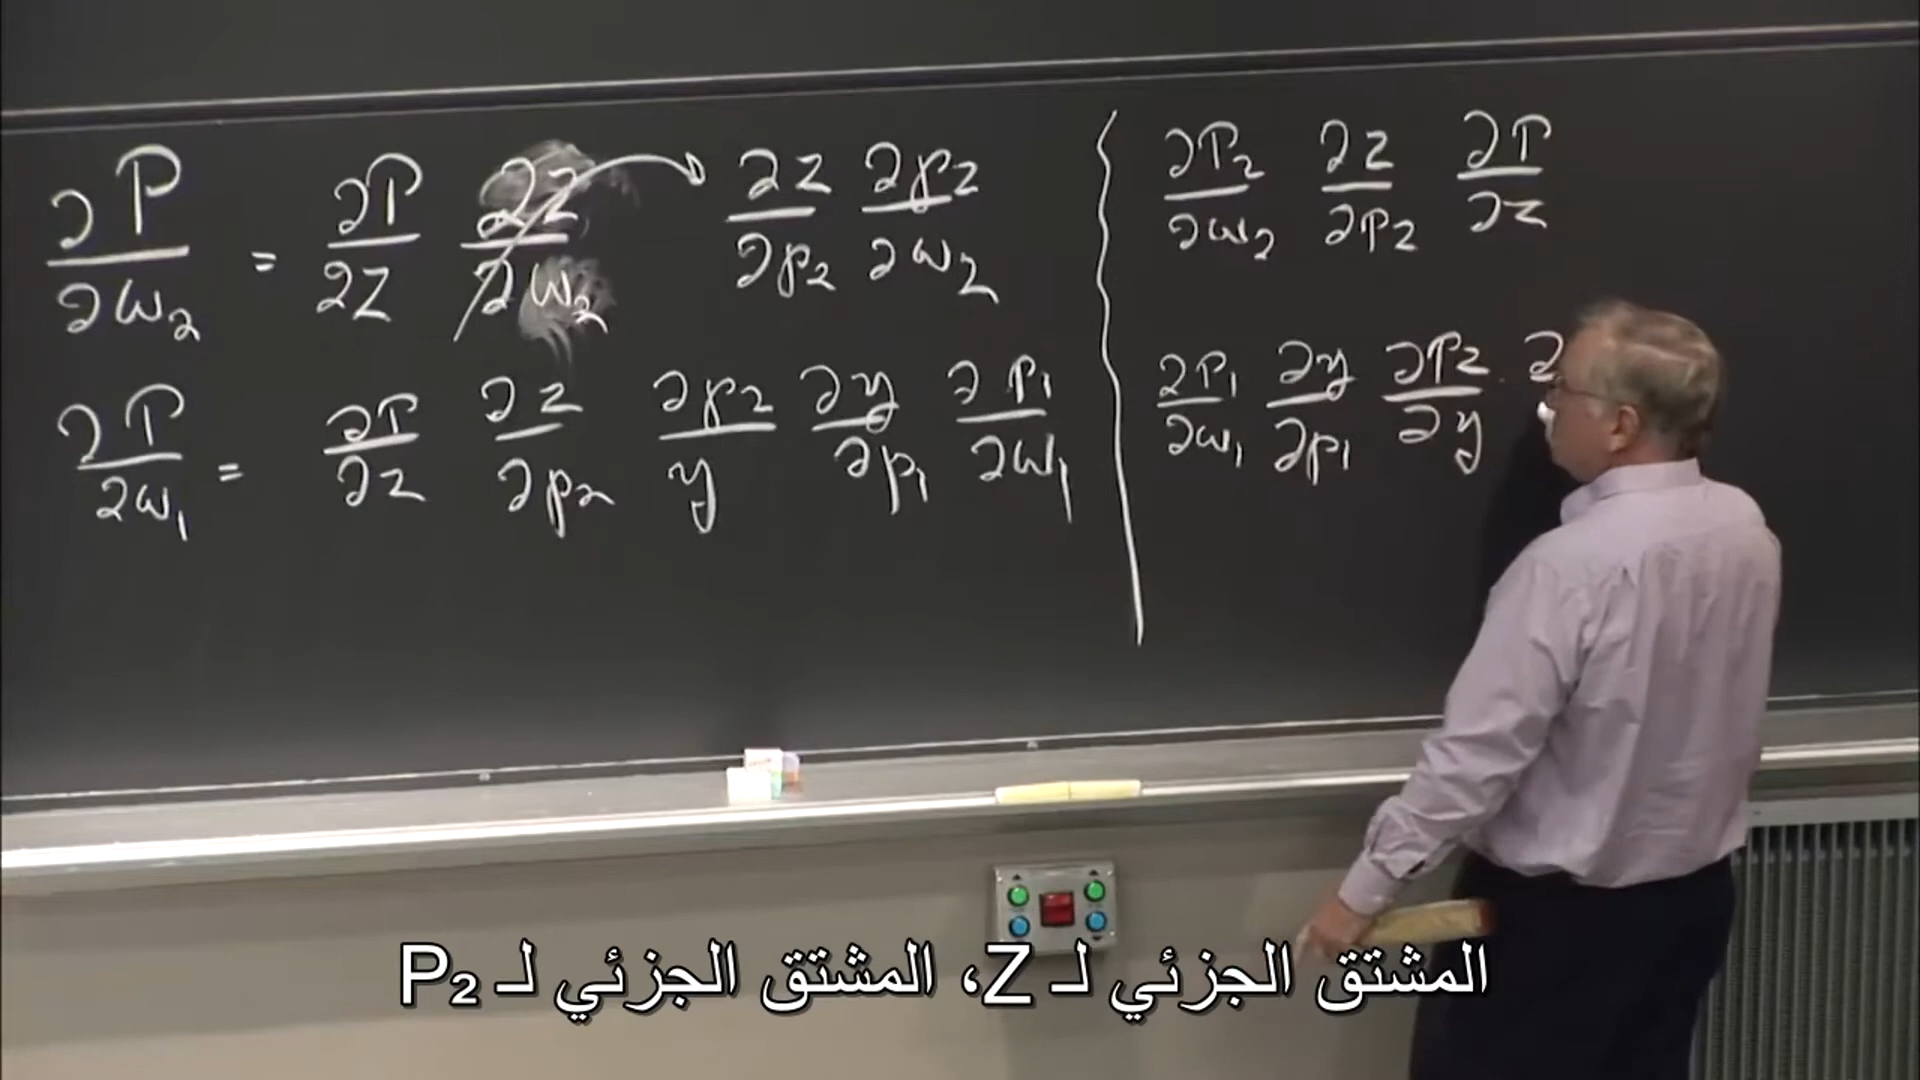 ∂P/∂w₂ = ∂P/∂z ∂z/∂w₂ ∂z/∂p₂ ∂p₂/∂w₂
∂P/∂w₁ = ∂P/∂z ∂z/∂p₂ ∂p₂/y ∂y/∂p₁ ∂p₁/∂w₁
∂P₂/∂w₂ ∂z/∂P₂ ∂P/∂z
∂P₁/∂w₁ ∂y/∂p₁ ∂P₂/∂y ∂
المشتق الجزئي لـ Z، المشتق الجزئي لـ P₂